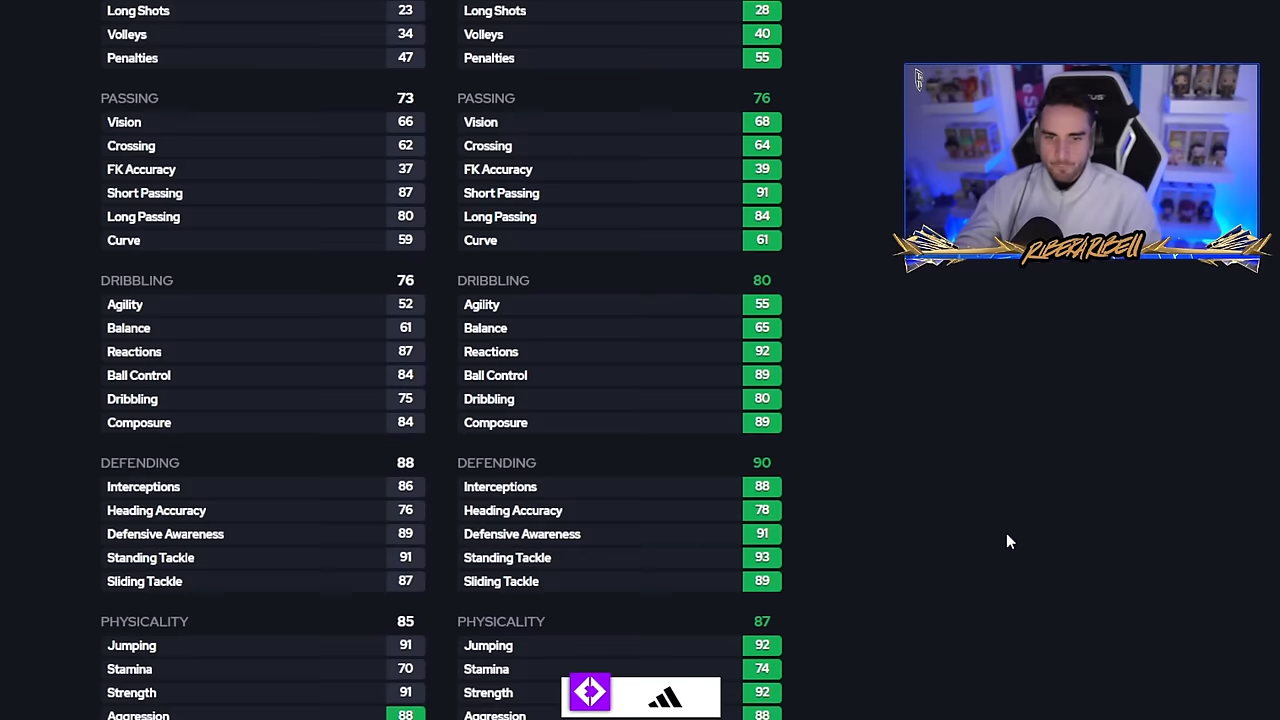 Long Shots 23 Long Shots 28
Volleys 34 Volleys 40
Penalties 47 Penalties 55
PASSING 73 PASSING 76
Vision 66 Vision 68
Crossing 62 Crossing 64
FK Accuracy 37 FK Accuracy 39
Short Passing 87 Short Passing 91
Long Passing 80 Long Passing 84
Curve 59 Curve 61
DRIBBLING 76 DRIBBLING 80
Agility 52 Agility 55
Balance 61 Balance 65
Reactions 87 Reactions 92
Ball Control 84 Ball Control 89
Dribbling 75 Dribbling 80
Composure 84 Composure 89
DEFENDING 88 DEFENDING 90
Interceptions 86 Interceptions 88
Heading Accuracy 76 Heading Accuracy 78
Defensive Awareness 89 Defensive Awareness 91
Standing Tackle 91 Standing Tackle 93
Sliding Tackle 87 Sliding Tackle 89
PHYSICALITY 85 PHYSICALITY 87
Jumping 91 Jumping 92
Stamina 70 Stamina 74
Strength 91 Strength 92
Aggression 88 Aggression 88
RIBERARIBELL